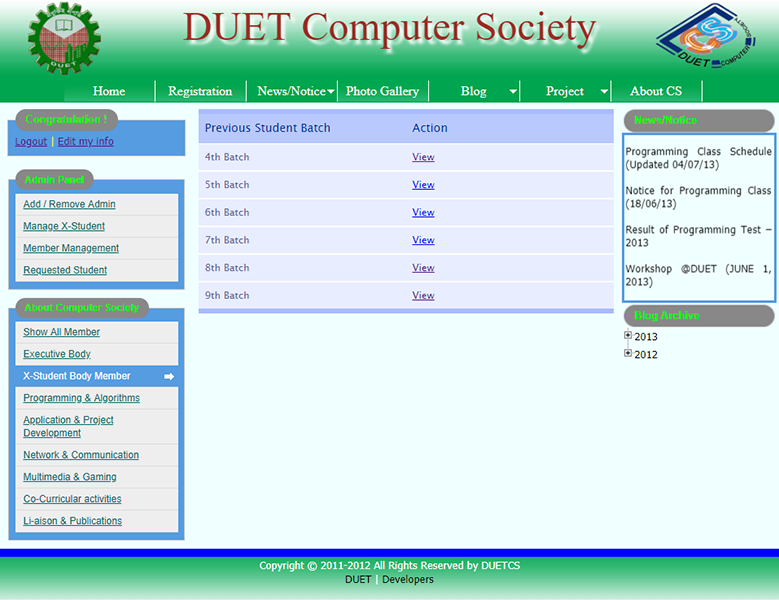 DUET Computer Society
DUET
DUET COMPUTER
Home Registration News/Notice Photo Gallery Blog Project About CS
Congratulation !
Logout | Edit my Info
Admin Panel
Add / Remove Admin
Manage X-Student
Member Management
Requested Student
About Computer Society
Show All Member
Executive Body
X-Student Body Member
Programming & Algorithms
Application & Project
Development
Network & Communication
Multimedia & Gaming
Co-Curricular activities
Li-aison & Publications
Previous Student Batch Action
4th Batch View
5th Batch View
6th Batch View
7th Batch View
8th Batch View
9th Batch View
News/Notice
Programming Class Schedule
(Updated 04/07/13)
Notice for Programming Class
(18/06/13)
Result of Programming Test –
2013
Workshop @DUET (JUNE 1,
2013)
Blog Archive
2013
2012
Copyright © 2011-2012 All Rights Reserved by DUETCS
DUET | Developers